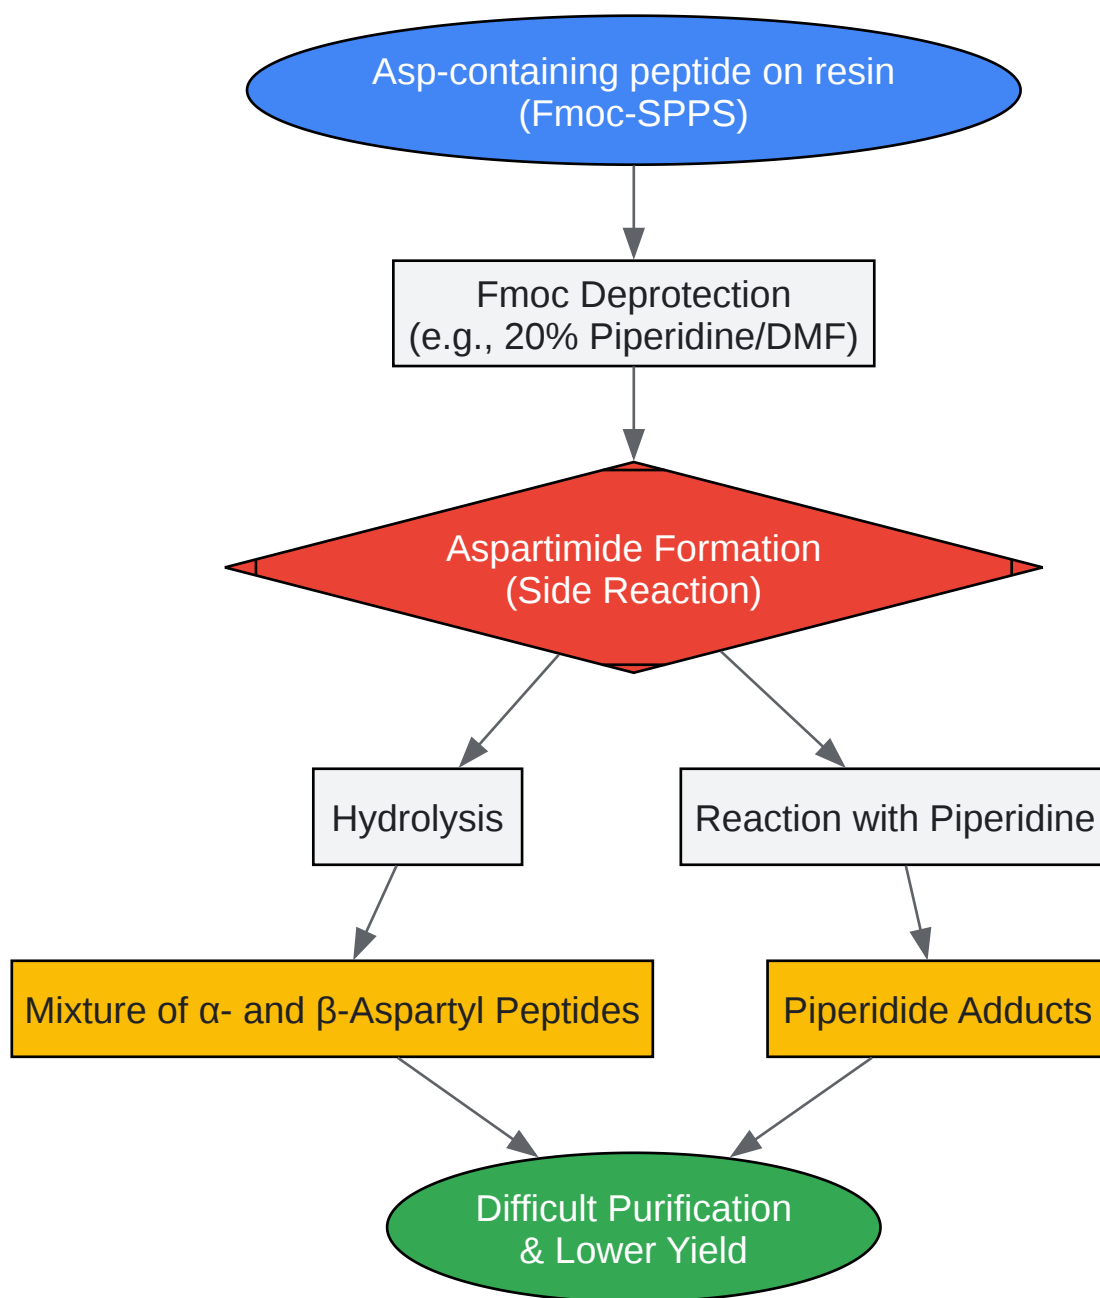 Asp-containing peptide on resin
(Fmoc-SPPS)
Fmoc Deprotection
(e.g., 20% Piperidine/DMF)
Aspartimide Formation
(Side Reaction)
Hydrolysis
Reaction with Piperidine
Mixture of α- and β-Aspartyl Peptides
Piperidide Adducts
Difficult Purification
& Lower Yield